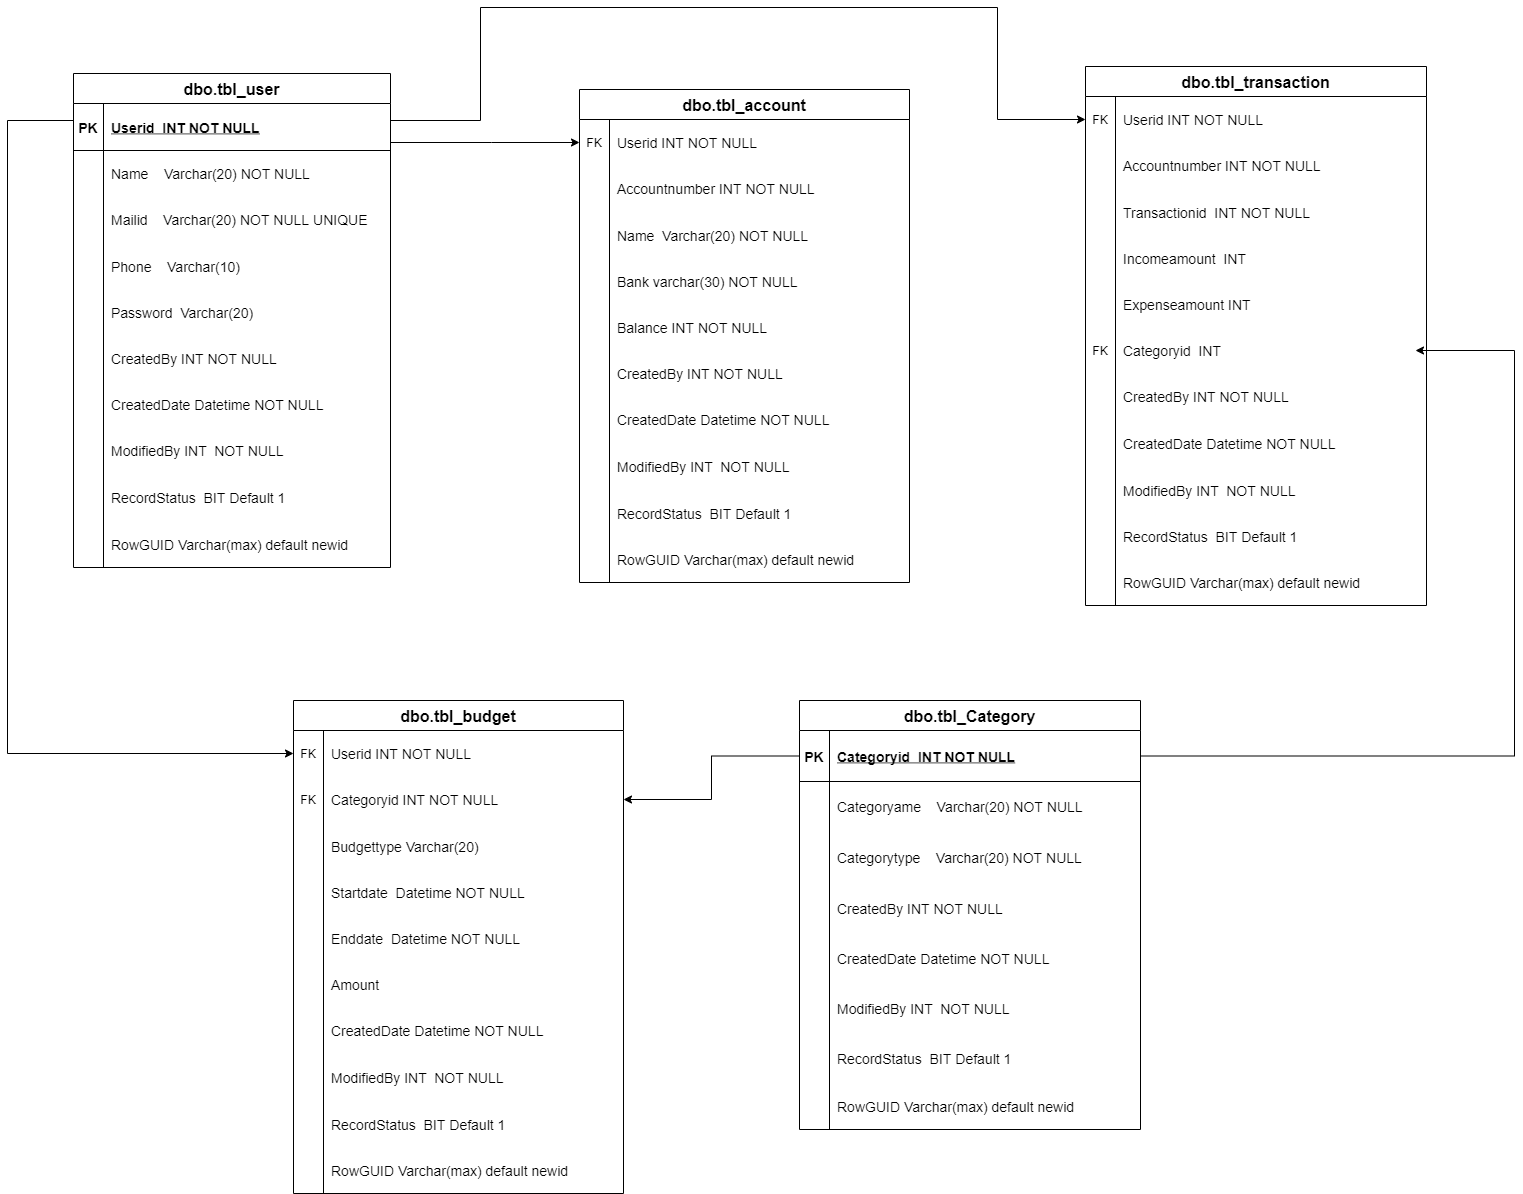 dbo.tbl_user
PK Userid INT NOT NULL
Name Varchar(20) NOT NULL
Mailid Varchar(20) NOT NULL UNIQUE
Phone Varchar(10)
Password Varchar(20)
CreatedBy INT NOT NULL
CreatedDate Datetime NOT NULL
ModifiedBy INT NOT NULL
RecordStatus BIT Default 1
RowGUID Varchar(max) default newid
dbo.tbl_account
FK Userid INT NOT NULL
Accountnumber INT NOT NULL
Name Varchar(20) NOT NULL
Bank varchar(30) NOT NULL
Balance INT NOT NULL
CreatedBy INT NOT NULL
CreatedDate Datetime NOT NULL
ModifiedBy INT NOT NULL
RecordStatus BIT Default 1
RowGUID Varchar(max) default newid
dbo.tbl_transaction
FK Userid INT NOT NULL
Accountnumber INT NOT NULL
Transactionid INT NOT NULL
Incomeamount INT
Expenseamount INT
FK Categoryid INT
CreatedBy INT NOT NULL
CreatedDate Datetime NOT NULL
ModifiedBy INT NOT NULL
RecordStatus BIT Default 1
RowGUID Varchar(max) default newid
dbo.tbl_budget
FK Userid INT NOT NULL
FK Categoryid INT NOT NULL
Budgettype Varchar(20)
Startdate Datetime NOT NULL
Enddate Datetime NOT NULL
Amount
CreatedDate Datetime NOT NULL
ModifiedBy INT NOT NULL
RecordStatus BIT Default 1
RowGUID Varchar(max) default newid
dbo.tbl_Category
PK Categoryid INT NOT NULL
Categoryame Varchar(20) NOT NULL
Categorytype Varchar(20) NOT NULL
CreatedBy INT NOT NULL
CreatedDate Datetime NOT NULL
ModifiedBy INT NOT NULL
RecordStatus BIT Default 1
RowGUID Varchar(max) default newid